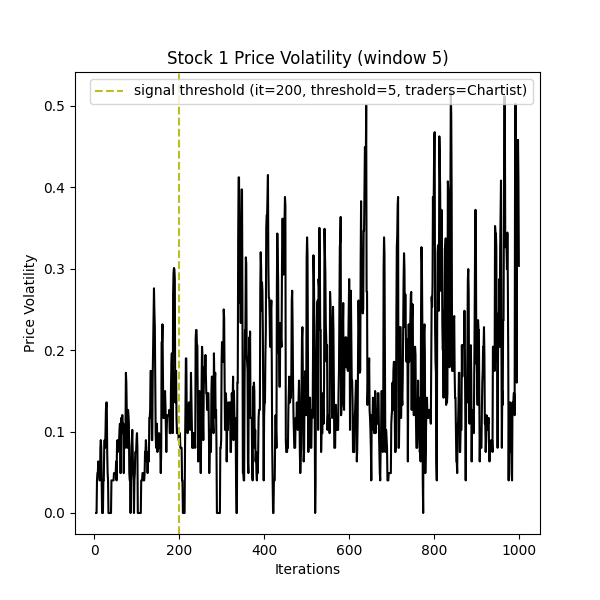 Stock 1 Price Volatility (window 5)
signal threshold (it=200, threshold=5, traders=Chartist)
Price Volatility
0.5
0.4
0.3
0.2
0.1
0.0
0 200 400 600 800 1000
Iterations